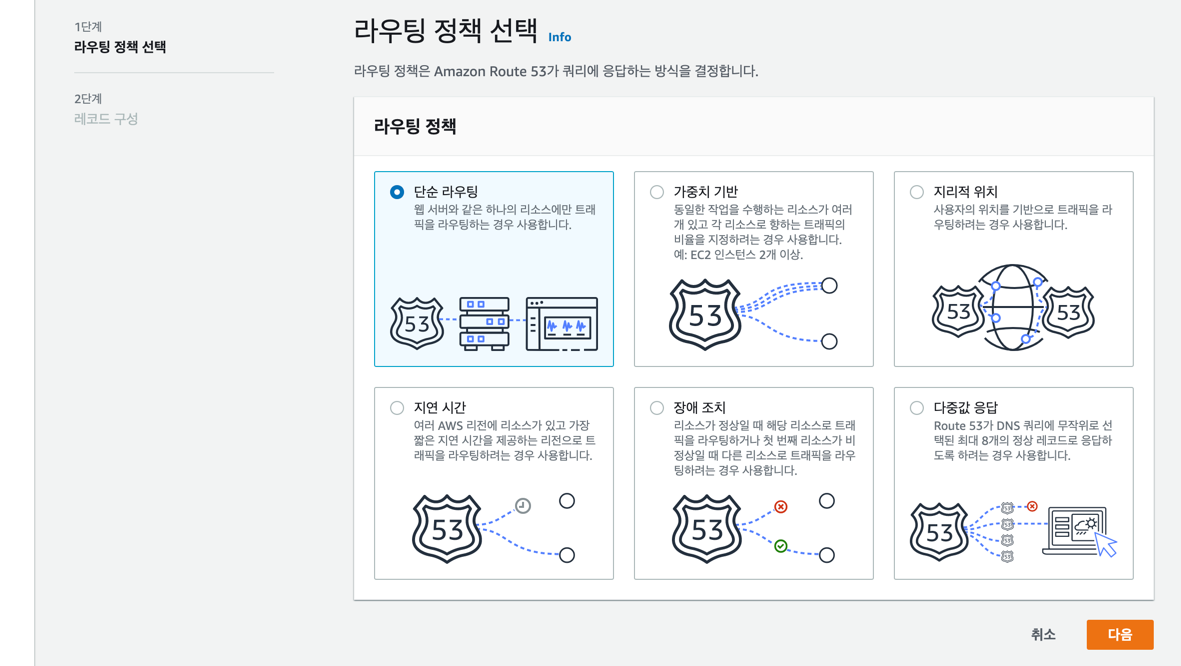 1단계
라우팅 정책 선택
2단계
레코드 구성
라우팅 정책 선택 Info
라우팅 정책은 Amazon Route 53가 쿼리에 응답하는 방식을 결정합니다.
라우팅 정책
단순 라우팅
웹 서버와 같은 하나의 리소스에만 트래
픽을 라우팅하는 경우 사용합니다.
53
가중치 기반
동일한 작업을 수행하는 리소스가 여러
개 있고 각 리소스로 향하는 트래픽의
비율을 지정하려는 경우 사용합니다.
예: EC2 인스턴스 2개 이상.
53
지리적 위치
사용자의 위치를 기반으로 트래픽을 라
우팅하려는 경우 사용합니다.
53 53
지연 시간
여러 AWS 리전에 리소스가 있고 가장
짧은 지연 시간을 제공하는 리전으로 트
래픽을 라우팅하려는 경우 사용합니다.
53
장애 조치
리소스가 정상일 때 해당 리소스로 트래
픽을 라우팅하거나 첫 번째 리소스가 비
정상일 때 다른 리소스로 트래픽을 라우
팅하려는 경우 사용합니다.
53
다중값 응답
Route 53가 DNS 쿼리에 무작위로 선
택된 최대 8개의 정상 레코드로 응답하
도록 하려는 경우 사용합니다.
53
53
53
53
53
취소
다음